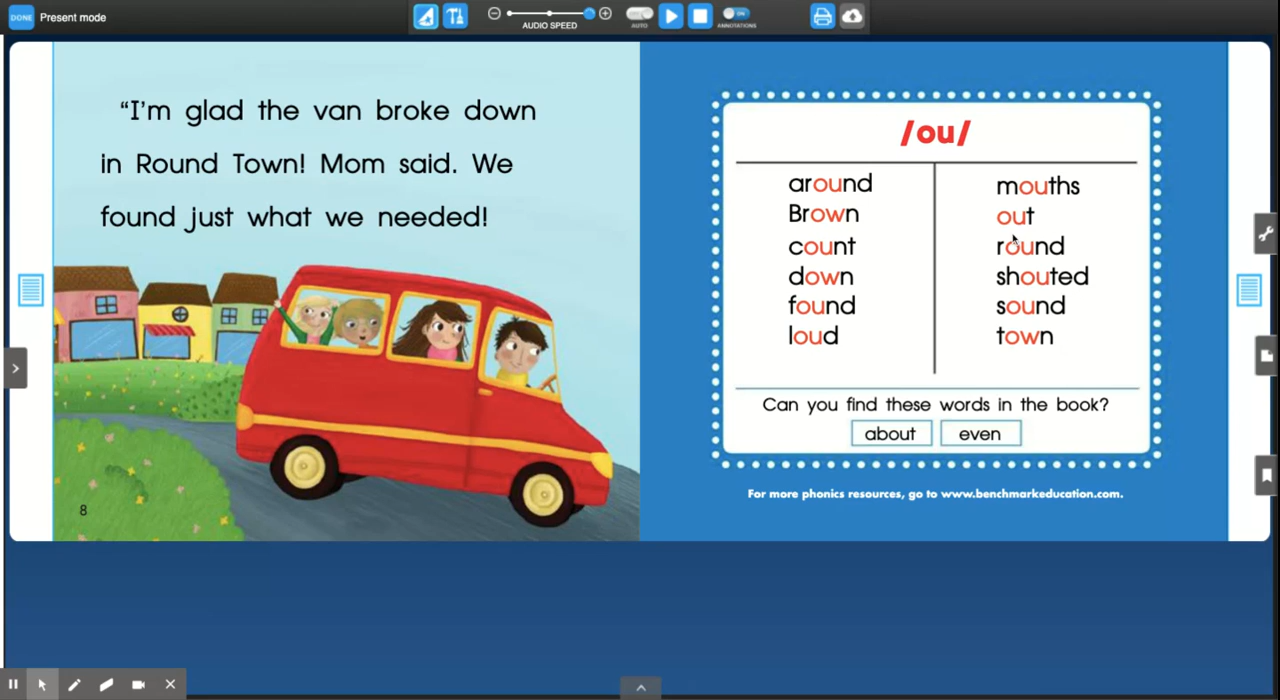 DONE Present mode
AUDIO SPEED
AUTO
ON
ANNOTATIONS
“I’m glad the van broke down
in Round Town! Mom said. We
found just what we needed!
8
/ou/
around
Brown
count
down
found
loud
mouths
out
round
shouted
sound
town
Can you find these words in the book?
about even
For more phonics resources, go to www.benchmarkeducation.com.